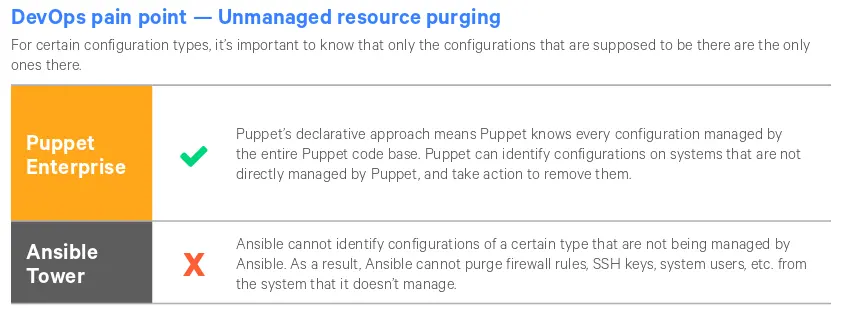 DevOps pain point — Unmanaged resource purging
For certain configuration types, it's important to know that only the configurations that are supposed to be there are the only
ones there.
Puppet
Enterprise
Puppet's declarative approach means Puppet knows every configuration managed by
the entire Puppet code base. Puppet can identify configurations on systems that are not
directly managed by Puppet, and take action to remove them.
Ansible
Tower
X
Ansible cannot identify configurations of a certain type that are not being managed by
Ansible. As a result, Ansible cannot purge firewall rules, SSH keys, system users, etc. from
the system that it doesn't manage.